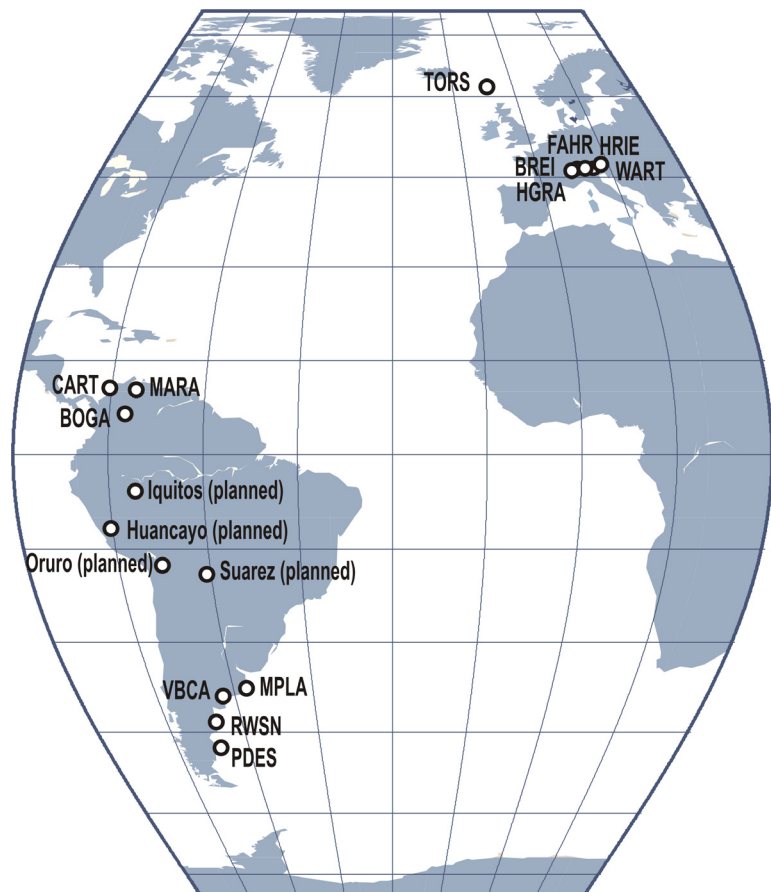 TORS
FAHR HRIE
BREI WART
HGRA
CART MARA
BOGA
Iquitos (planned)
Huancayo (planned)
Oruro (planned) Suarez (planned)
VBCA MPLA
RWSN
PDES